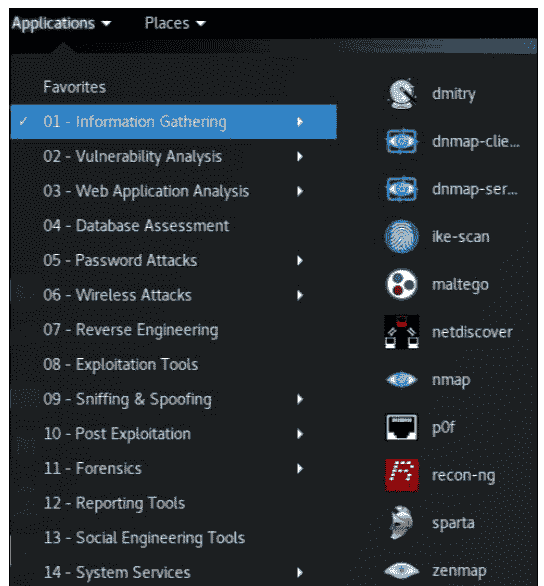 Applications Places
Favorites
01 - Information Gathering
02 - Vulnerability Analysis
03 - Web Application Analysis
04 - Database Assessment
05 - Password Attacks
06 - Wireless Attacks
07 - Reverse Engineering
08 - Exploitation Tools
09 - Sniffing & Spoofing
10 - Post Exploitation
11 - Forensics
12 - Reporting Tools
13 - Social Engineering Tools
14 - System Services
dmitry
dnmap-clie...
dnmap-ser...
ike-scan
maltego
netdiscover
nmap
p0f
recon-ng
sparta
zenmap